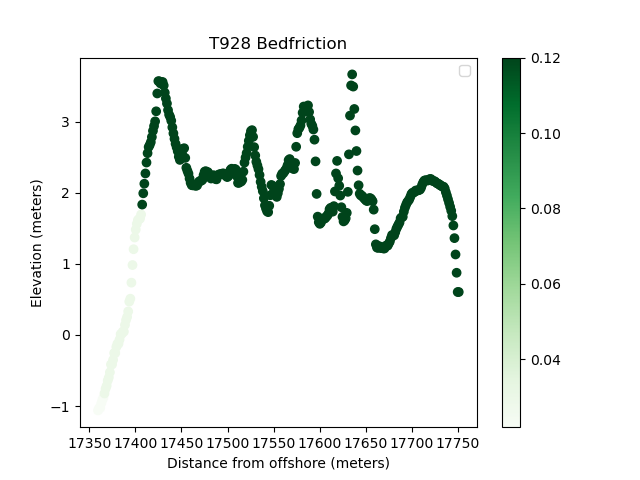 T928 Bedfriction
Elevation (meters)
3
2
1
0
−1
17350 17400 17450 17500 17550 17600 17650 17700 17750
Distance from offshore (meters)
0.12
0.10
0.08
0.06
0.04